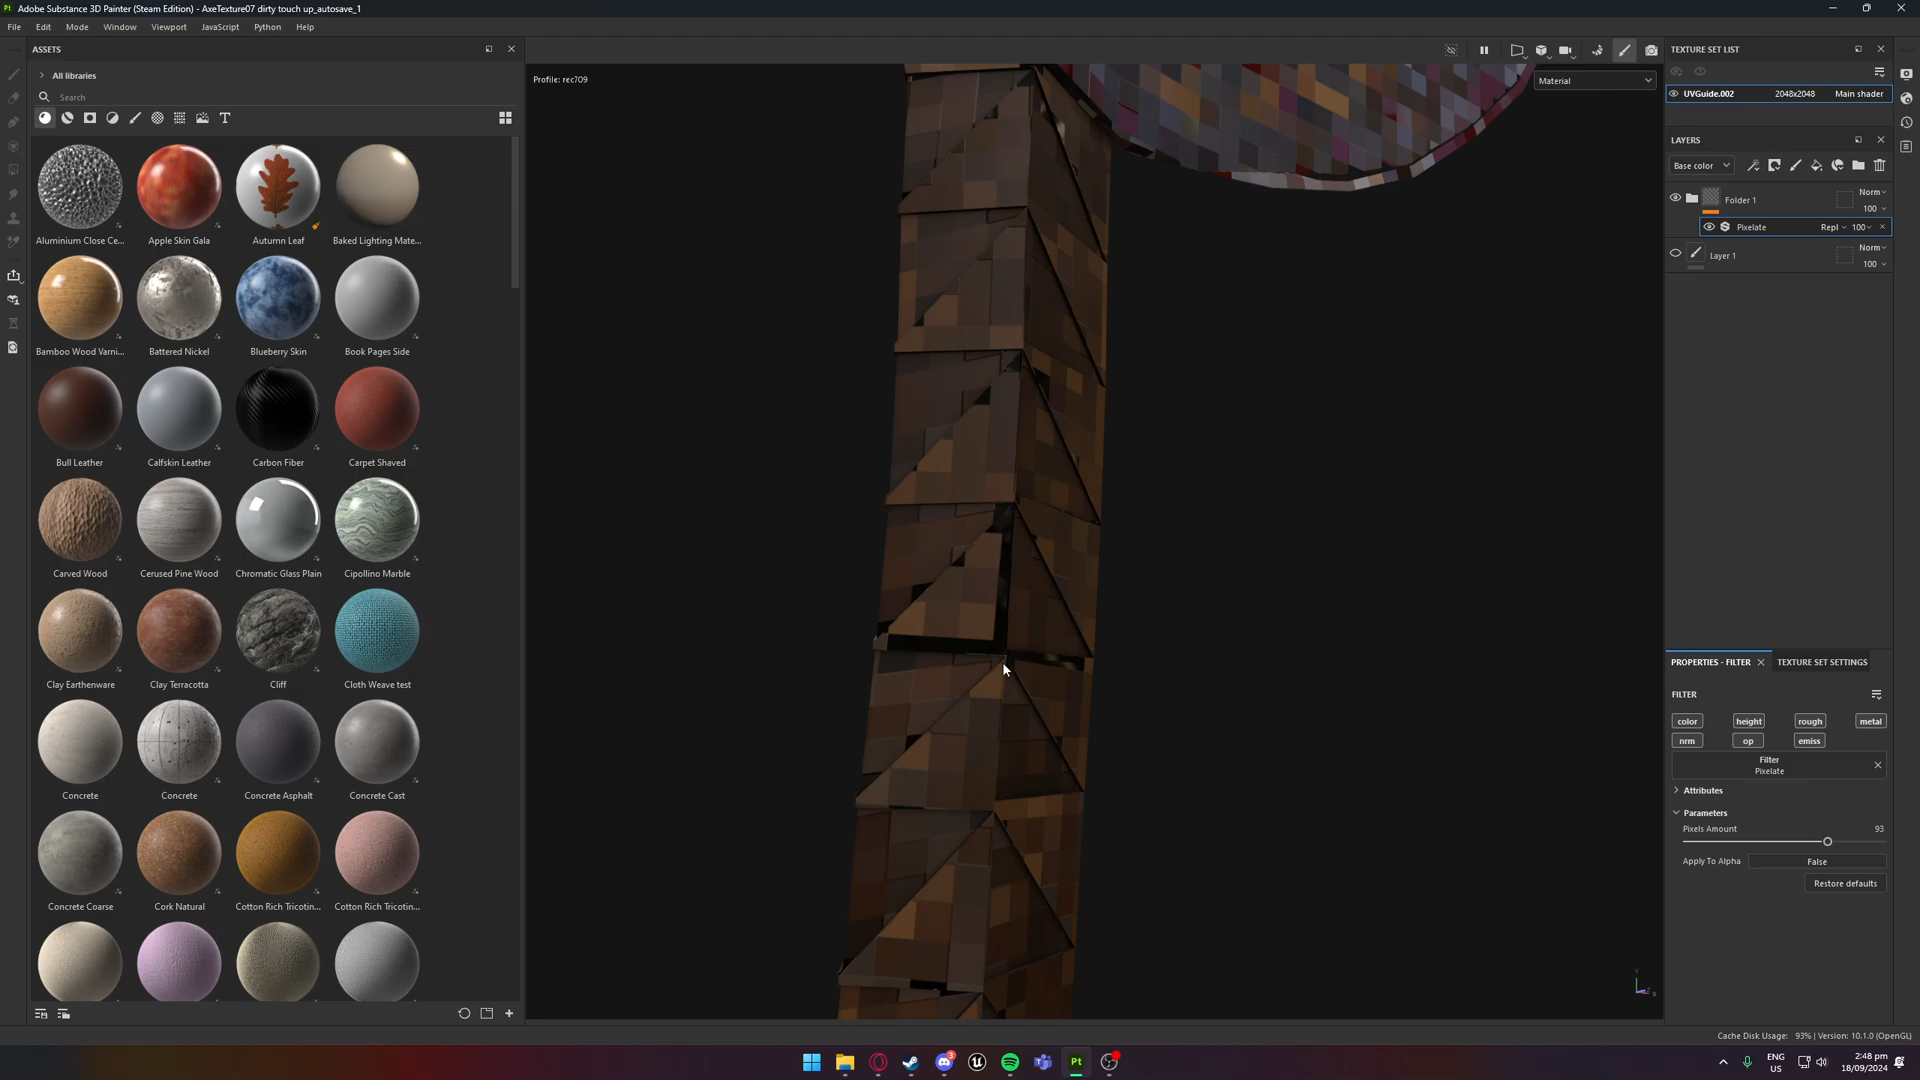 Adobe Substance 3D Painter (Steam Edition) - AxeTexture07 dirty touch up_autosave_1
File Edit Mode Window Viewport JavaScript Python Help
ASSETS
All libraries
Search
Aluminium Close Ce... Apple Skin Gala Autumn Leaf Baked Lighting Mate...
Bamboo Wood Varni... Battered Nickel Blueberry Skin Book Pages Side
Bull Leather Calfskin Leather Carbon Fiber Carpet Shaved
Carved Wood Cerused Pine Wood Chromatic Glass Plain Cipollino Marble
Clay Earthenware Clay Terracotta Cliff Cloth Weave test
Concrete Concrete Concrete Asphalt Concrete Cast
Concrete Coarse Cork Natural Cotton Rich Tricotin... Cotton Rich Tricotin...
Profile: rec709
Material
TEXTURE SET LIST
UVGuide.002 2048x2048 Main shader
LAYERS
Base color
Folder 1 Norm 100
Pixelate Repl 100
Layer 1 Norm 100
PROPERTIES - FILTER TEXTURE SET SETTINGS
FILTER
color height rough metal
nrm op emiss
Filter
Pixelate
Attributes
Parameters
Pixels Amount 93
Apply To Alpha False
Restore defaults
Cache Disk Usage: 93% | Version: 10.1.0 (OpenGL)
ENG
US
2:48 pm
18/09/2024